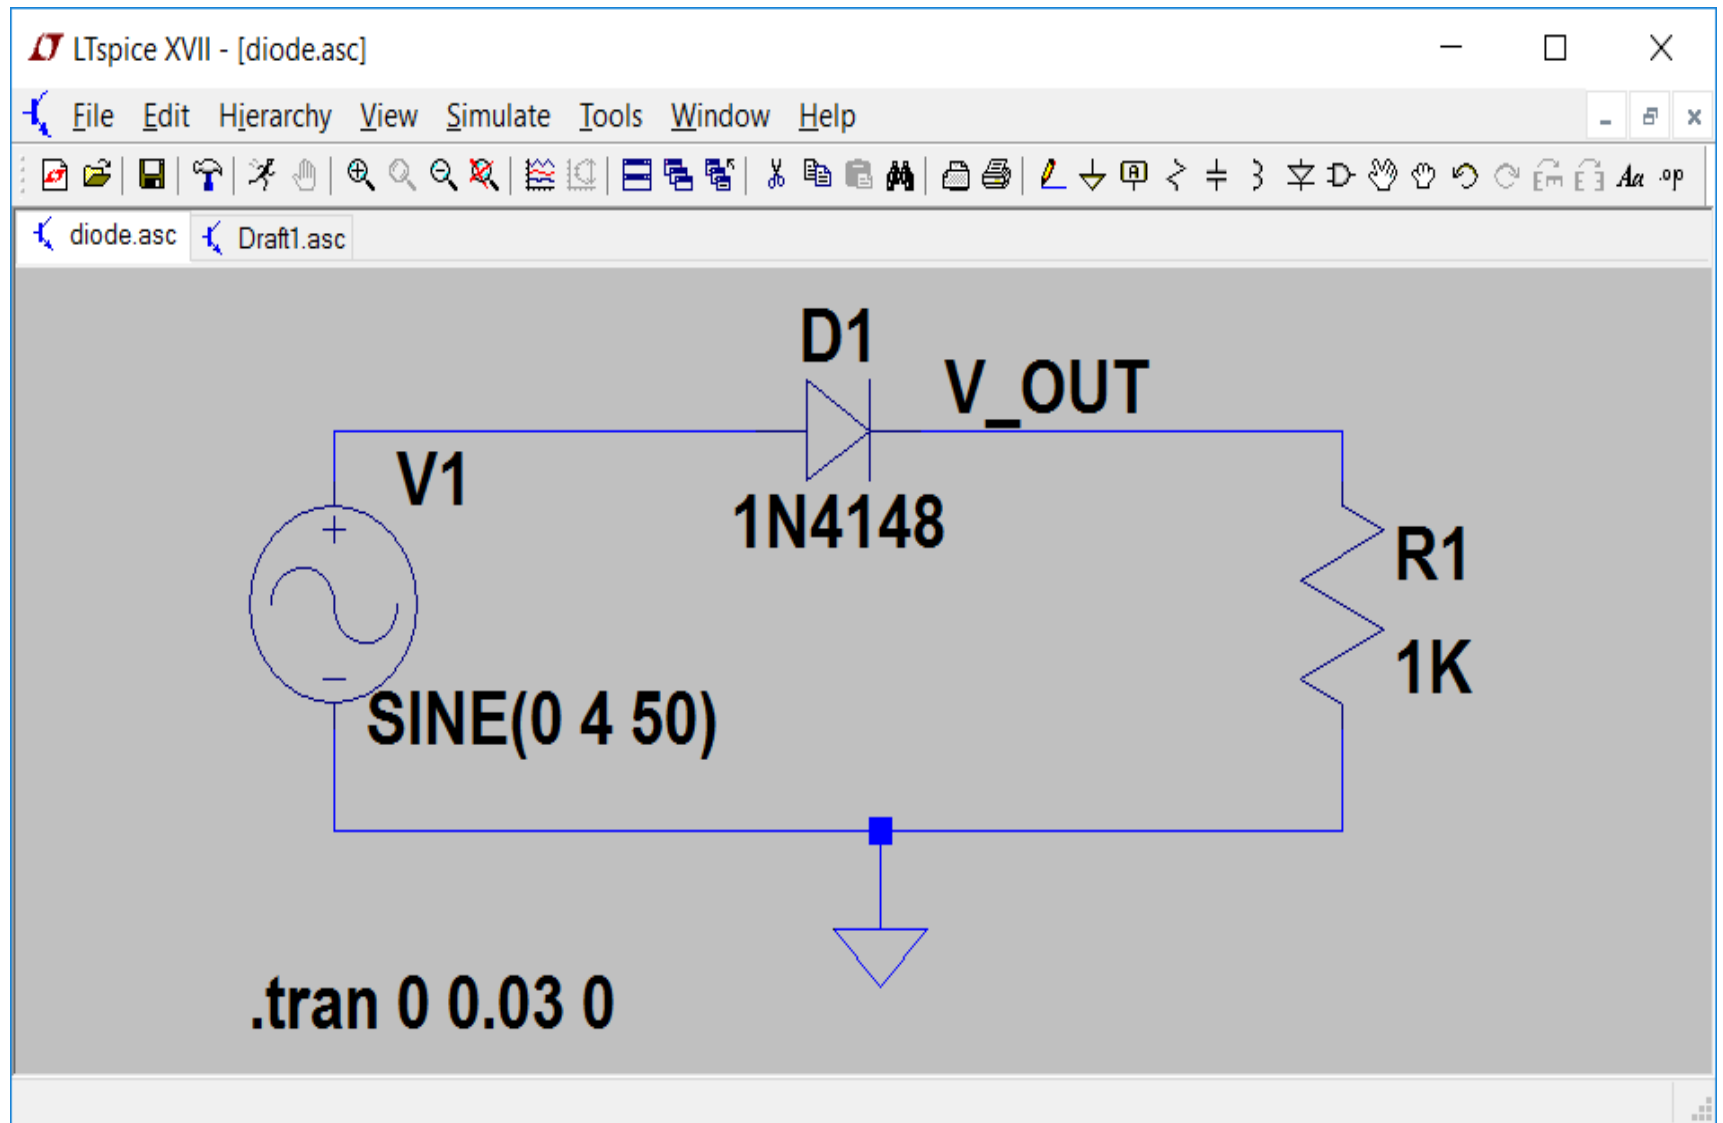 LTspice XVII - [diode.asc]
File Edit Hierarchy View Simulate Tools Window Help
Aa .op
diode.asc Draft1.asc
D1
V_OUT
V1
1N4148
R1
1K
SINE(0 4 50)
.tran 0 0.03 0